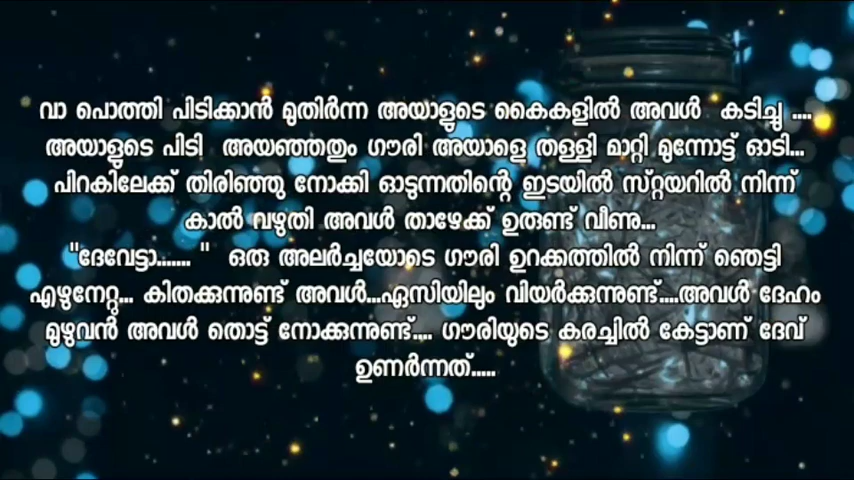 വാ പൊത്തി പിടിക്കാൻ മുതിർന്ന അയാളുടെ കൈകളിൽ അവൾ കടിച്ചു ....
അയാളുടെ പിടി അയഞ്ഞതും ഗൗരി അയാളെ തള്ളി മാറ്റി മുന്നോട്ട് ഓടി...
പിറകിലേക്ക് തിരിഞ്ഞു നോക്കി ഓടുന്നതിന്റെ ഇടയിൽ സ്റ്റയറിൽ നിന്ന്
കാൽ വഴുതി അവൾ താഴേക്ക് ഉരുണ്ട് വീണു...
"ദേവേട്ടാ....... " ഒരു അലർച്ചയോടെ ഗൗരി ഉറക്കത്തിൽ നിന്ന് ഞെട്ടി
എഴുനേറ്റു... കിതക്കുന്നുണ്ട് അവൾ...ഏസിയിലും വിയർക്കുന്നുണ്ട്....അവൾ ദേഹം
മുഴുവൻ അവൾ തൊട്ട് നോക്കുന്നുണ്ട്.... ഗൗരിയുടെ കരച്ചിൽ കേട്ടാണ് ദേവ്
ഉണർന്നത്.....